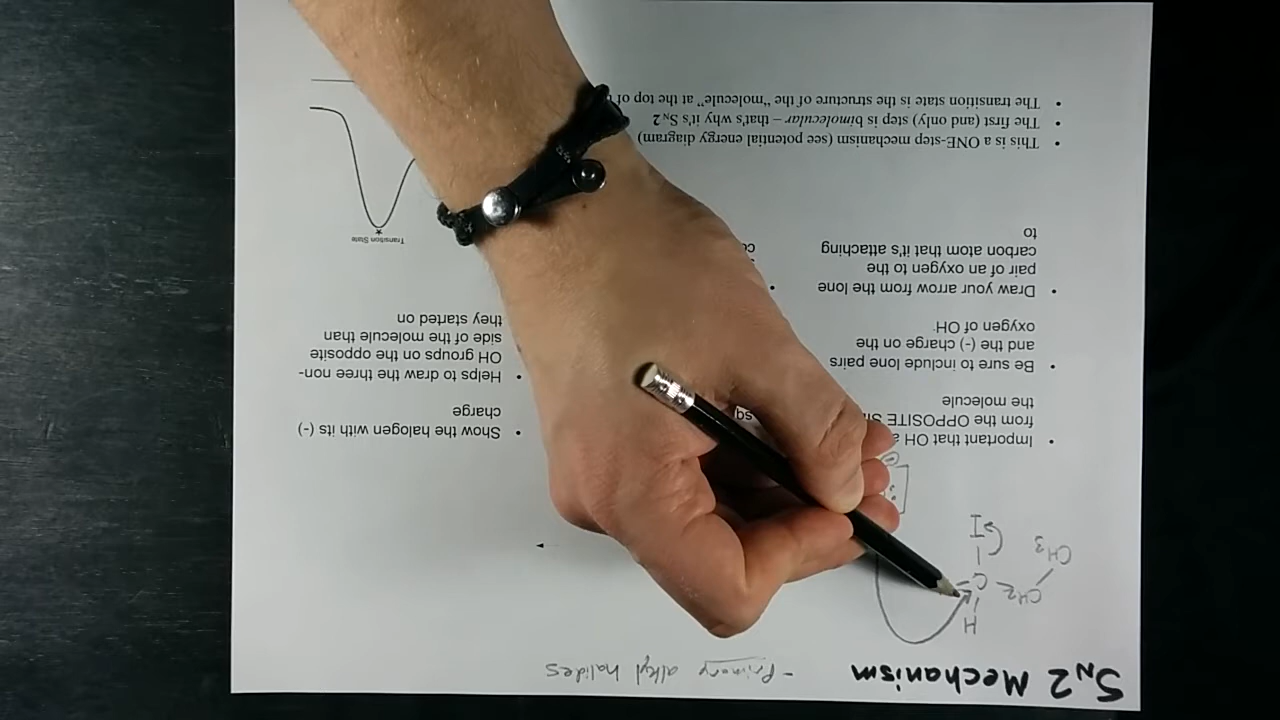 SN2 Mechanism
- Primary alkyl halides
H
C
CH2
CH3
I
• Important that OH
from the OPPOSITE
the molecule
• Be sure to include lone pairs
and the (-) charge on the
oxygen of OH-
• Draw your arrow from the lone
pair of an oxygen to the
carbon atom that it's attaching
to
• Show the halogen with its (-)
charge
• Helps to draw the three non-
OH groups on the opposite
side of the molecule than
they started on
Transition State
• This is a ONE-step mechanism (see potential energy diagram)
• The first (and only) step is bimolecular – that's why it's SN2
• The transition state is the structure of the "molecule" at the top of